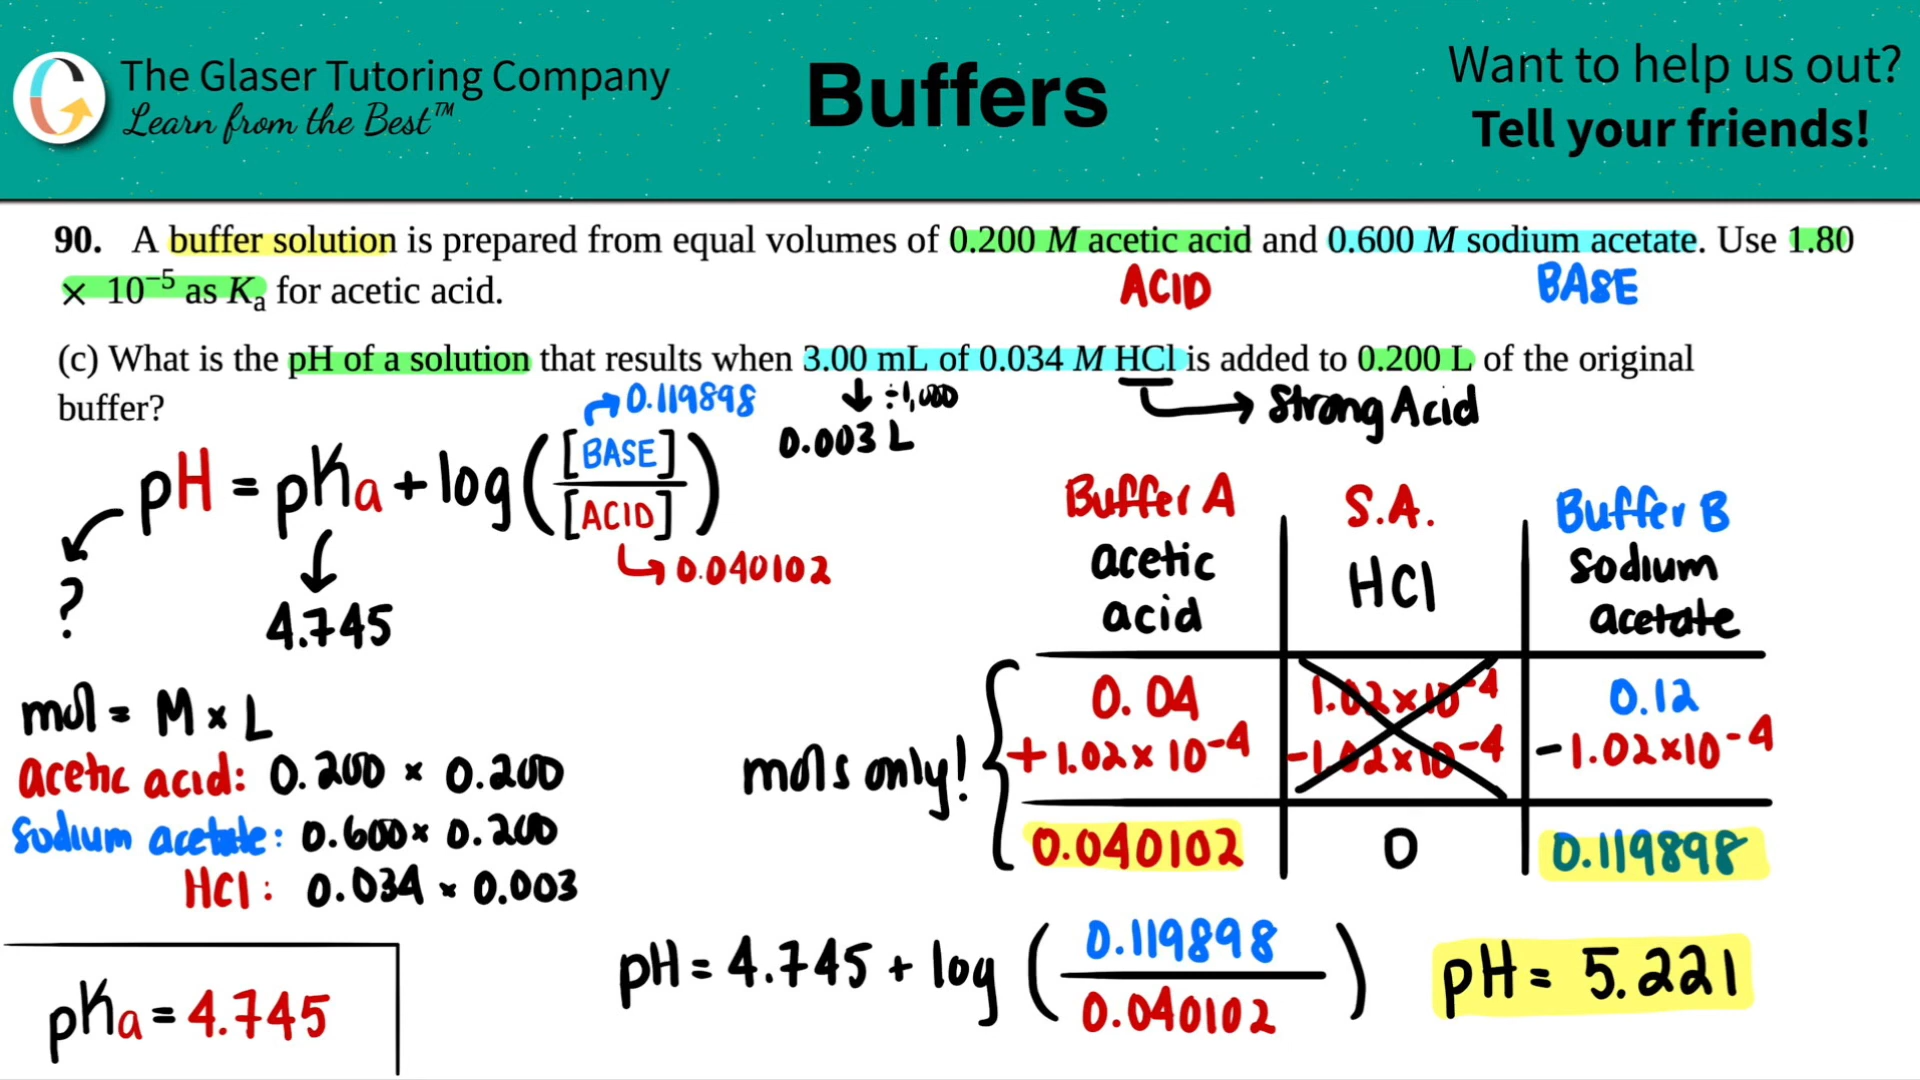 The Glaser Tutoring Company
Learn from the Best™
Buffers
Want to help us out?
Tell your friends!
90. A buffer solution is prepared from equal volumes of 0.200 M acetic acid and 0.600 M sodium acetate. Use 1.80
× 10⁻⁵ as Kₐ for acetic acid.
ACID
BASE
(c) What is the pH of a solution that results when 3.00 mL of 0.034 M HCl is added to 0.200 L of the original
buffer?
0.119898
÷1,000
0.003 L
Strong Acid
pH = pKa + log([BASE]/[ACID])
0.040102
?
4.745
mol = M × L
acetic acid: 0.200 × 0.200
Sodium acetate: 0.600 × 0.200
HCl: 0.034 × 0.003
pKa = 4.745
Buffer A S.A. Buffer B
acetic acid HCl Sodium acetate
mols only!
0.04 1.02×10⁻⁴ 0.12
+1.02×10⁻⁴ -1.02×10⁻⁴ -1.02×10⁻⁴
0.040102 0 0.119898
pH = 4.745 + log(0.119898/0.040102) pH = 5.221